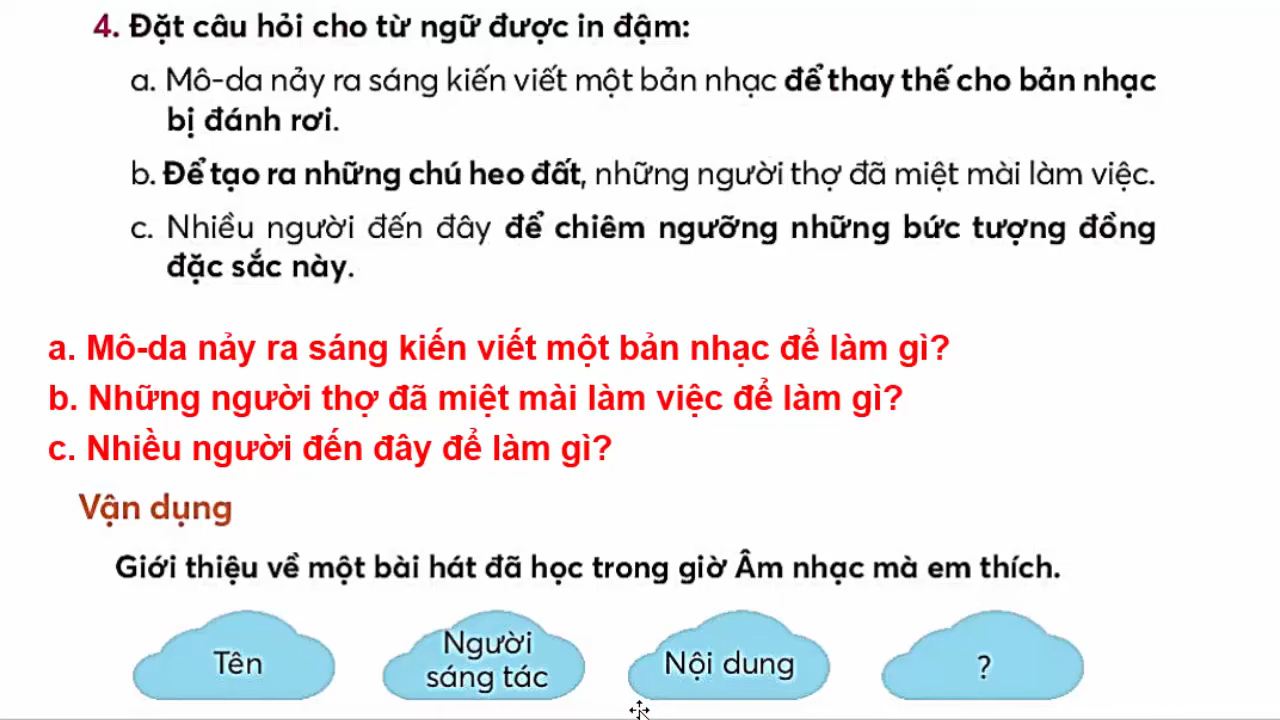 4. Đặt câu hỏi cho từ ngữ được in đậm:
a. Mô-da nảy ra sáng kiến viết một bản nhạc để thay thế cho bản nhạc
bị đánh rơi.
b. Để tạo ra những chú heo đất, những người thợ đã miệt mài làm việc.
c. Nhiều người đến đây để chiêm ngưỡng những bức tượng đồng
đặc sắc này.
a. Mô-da nảy ra sáng kiến viết một bản nhạc để làm gì?
b. Những người thợ đã miệt mài làm việc để làm gì?
c. Nhiều người đến đây để làm gì?
Vận dụng
Giới thiệu về một bài hát đã học trong giờ Âm nhạc mà em thích.
Tên
Người
sáng tác
Nội dung
?